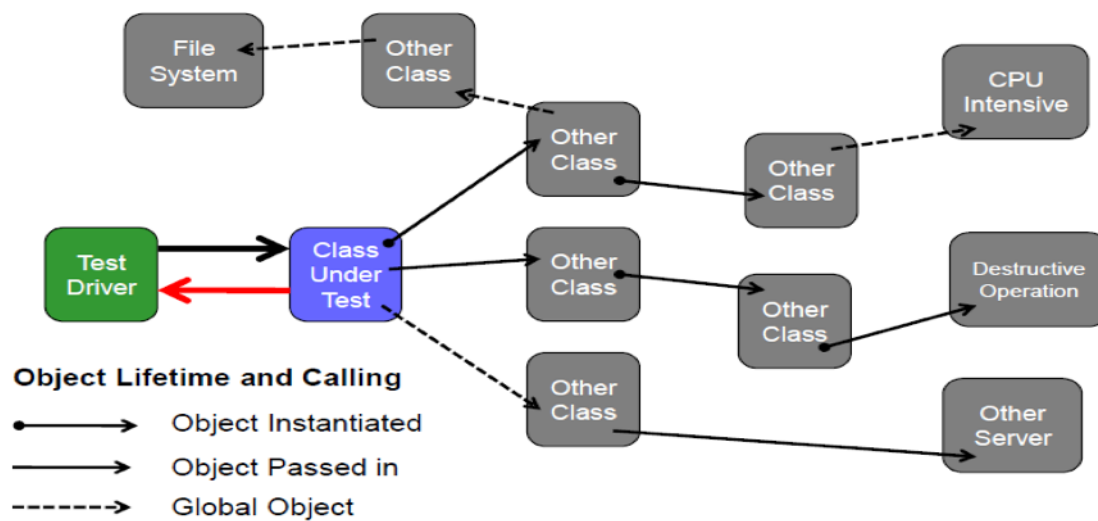 File
System
Other
Class
CPU
Intensive
Other
Class
Other
Class
Test
Driver
Class
Under
Test
Other
Class
Destructive
Operation
Other
Class
Object Lifetime and Calling
Object Instantiated
Object Passed in
Global Object
Other
Class
Other
Server